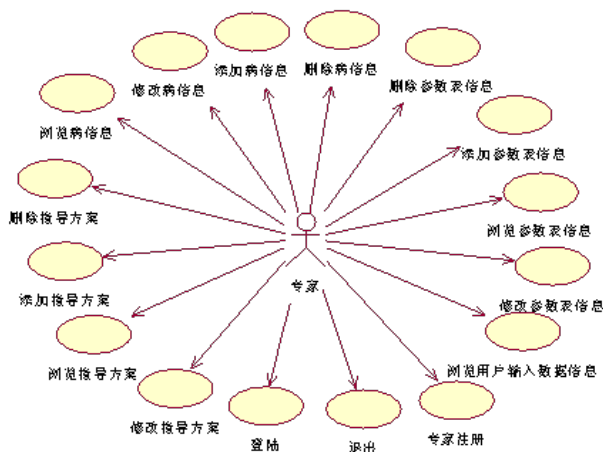 添加病信息
删除病信息
修改病信息
删除参数表信息
浏览病信息
添加参数表信息
删除指导方案
浏览参数表信息
专家
添加指导方案
修改参数表信息
浏览指导方案
浏览用户输入数据信息
修改指导方案
登陆
退出
专家注册